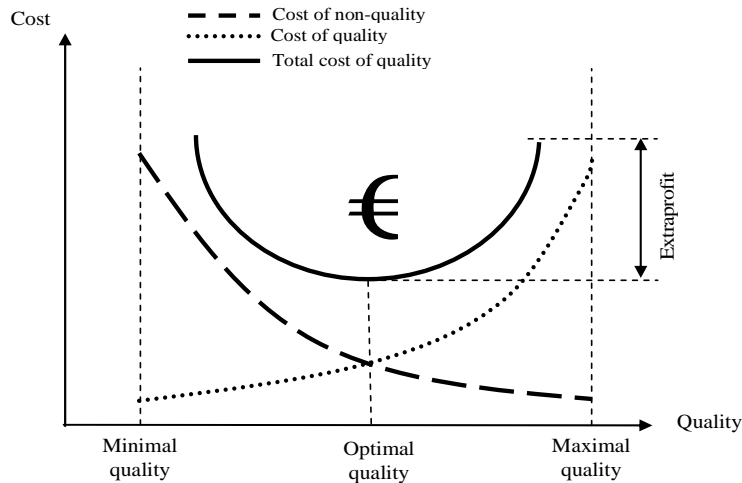 Cost
Cost of non-quality
Cost of quality
Total cost of quality
€
Extraprofit
Quality
Minimal
quality
Optimal
quality
Maximal
quality